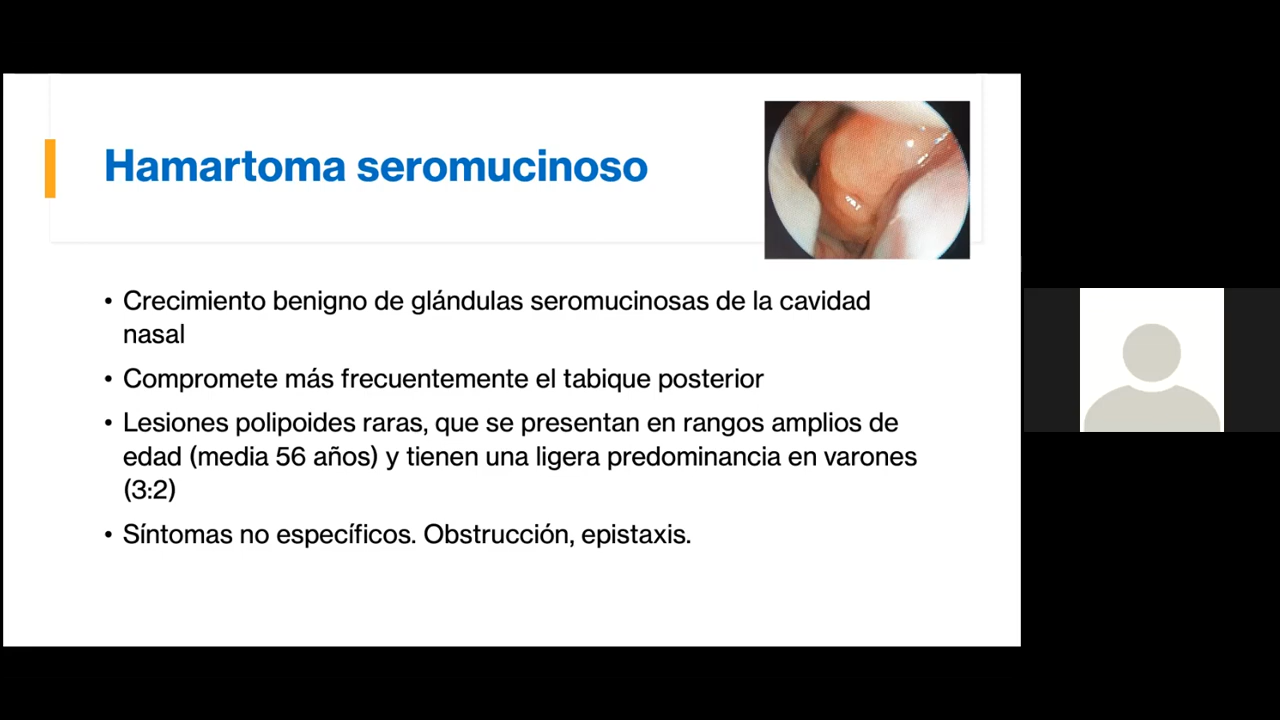 Hamartoma seromucinoso
• Crecimiento benigno de glándulas seromucinosas de la cavidad
nasal
• Compromete más frecuentemente el tabique posterior
• Lesiones polipoides raras, que se presentan en rangos amplios de
edad (media 56 años) y tienen una ligera predominancia en varones
(3:2)
• Síntomas no específicos. Obstrucción, epistaxis.